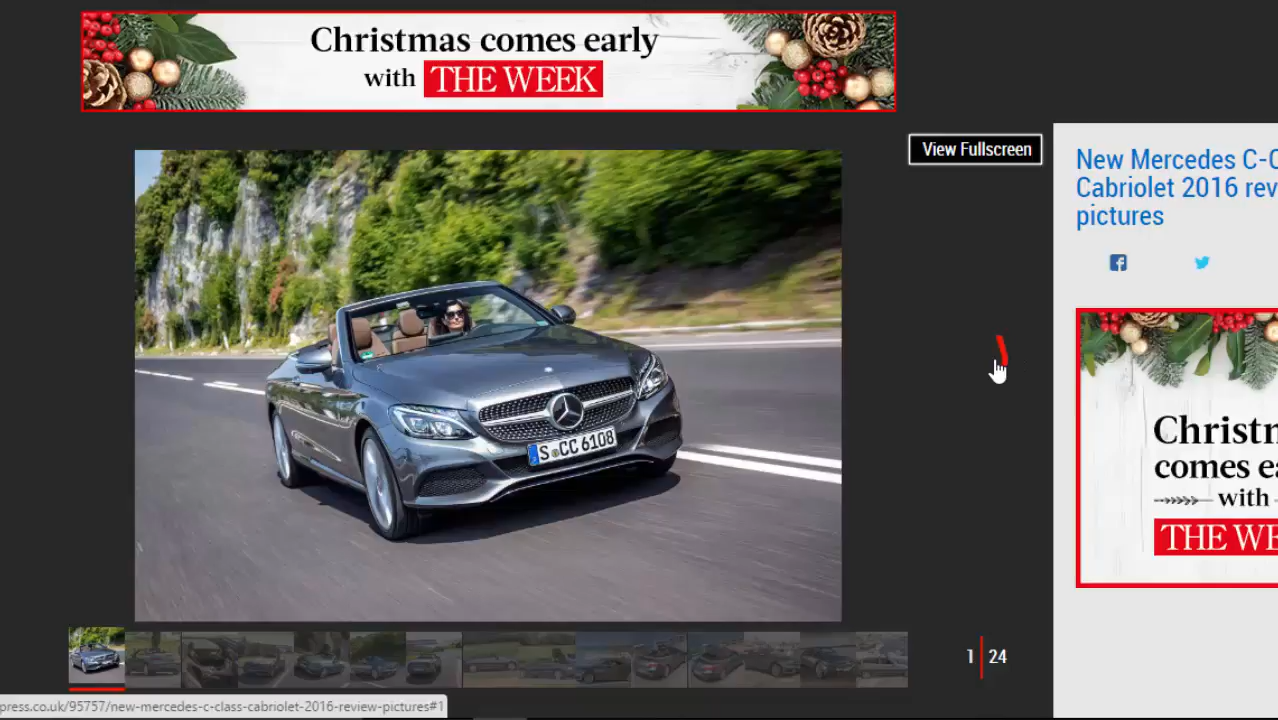 Christmas comes early
with THE WEEK
View Fullscreen
New Mercedes C-C
Cabriolet 2016 rev
pictures
S CC 6108
Christm
comes ea
with
THE WE
1 24
press.co.uk/95757/new-mercedes-c-class-cabriolet-2016-review-pictures#1